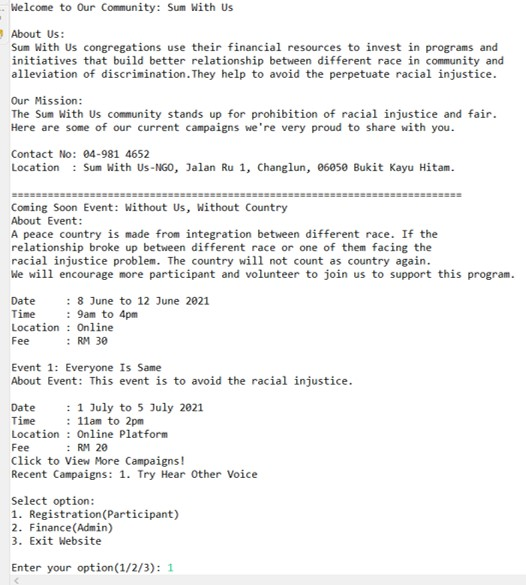 Welcome to Our Community: Sum With Us
About Us:
Sum With Us congregations use their financial resources to invest in programs and
initiatives that build better relationship between different race in community and
alleviation of discrimination.They help to avoid the perpetuate racial injustice.
Our Mission:
The Sum With Us community stands up for prohibition of racial injustice and fair.
Here are some of our current campaigns we're very proud to share with you.
Contact No: 04-981 4652
Location : Sum With Us-NGO, Jalan Ru 1, Changlun, 06050 Bukit Kayu Hitam.
===========================================================================
Coming Soon Event: Without Us, Without Country
About Event:
A peace country is made from integration between different race. If the
relationship broke up between different race or one of them facing the
racial injustice problem. The country will not count as country again.
We will encourage more participant and volunteer to join us to support this program.
Date : 8 June to 12 June 2021
Time : 9am to 4pm
Location : Online
Fee : RM 30
Event 1: Everyone Is Same
About Event: This event is to avoid the racial injustice.
Date : 1 July to 5 July 2021
Time : 11am to 2pm
Location : Online Platform
Fee : RM 20
Click to View More Campaigns!
Recent Campaigns: 1. Try Hear Other Voice
Select option:
1. Registration(Participant)
2. Finance(Admin)
3. Exit Website
Enter your option(1/2/3): 1